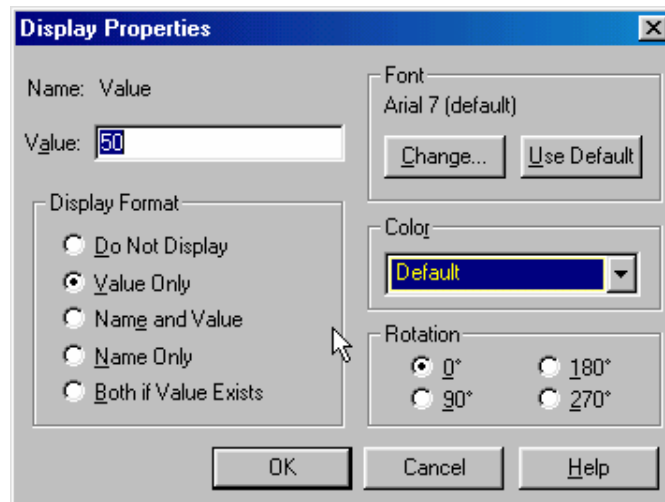 Display Properties
Name: Value
Value: 50
Display Format
Do Not Display
Value Only
Name and Value
Name Only
Both if Value Exists
Font
Arial 7 (default)
Change...
Use Default
Color
Default
Rotation
0° 180°
90° 270°
OK Cancel Help